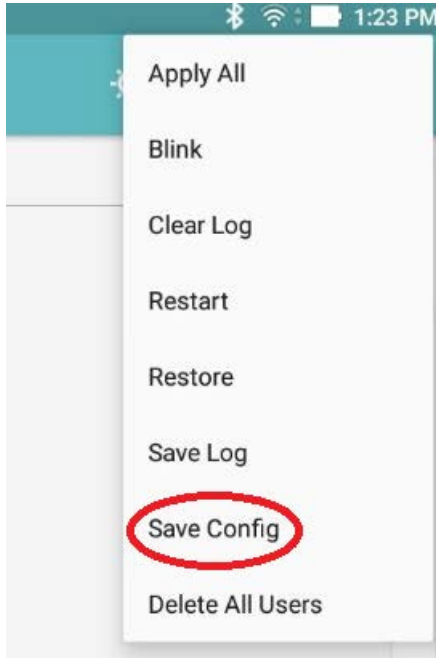 1:23 PM
Apply All
Blink
Clear Log
Restart
Restore
Save Log
Save Config
Delete All Users